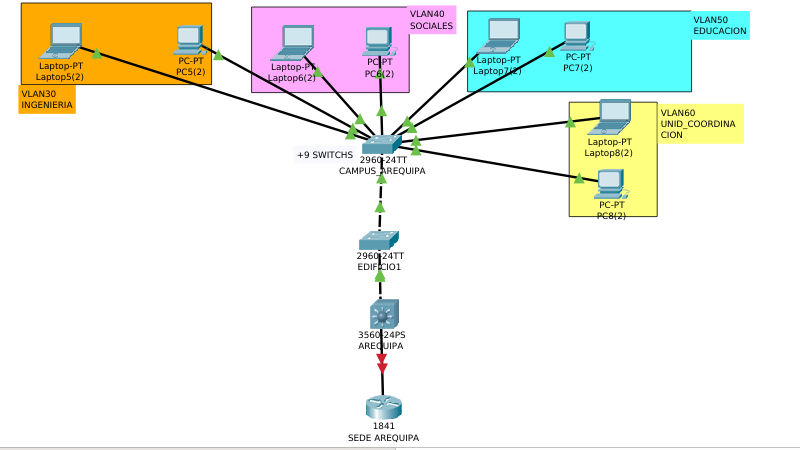 VLAN40
SOCIALES
VLAN50
EDUCACION
Laptop-PT
Laptop5(2)
PC-PT
PC5(2)
Laptop-PT
Laptop6(2)
PC-PT
PC6(2)
Laptop-PT
Laptop7(2)
PC-PT
PC7(2)
VLAN30
INGENIERIA
VLAN60
UNID_COORDINA
CION
Laptop-PT
Laptop8(2)
+9 SWITCHS
2960-24TT
CAMPUS_AREQUIPA
PC-PT
PC8(2)
2960-24TT
EDIFICIO1
3560-24PS
AREQUIPA
1841
SEDE AREQUIPA